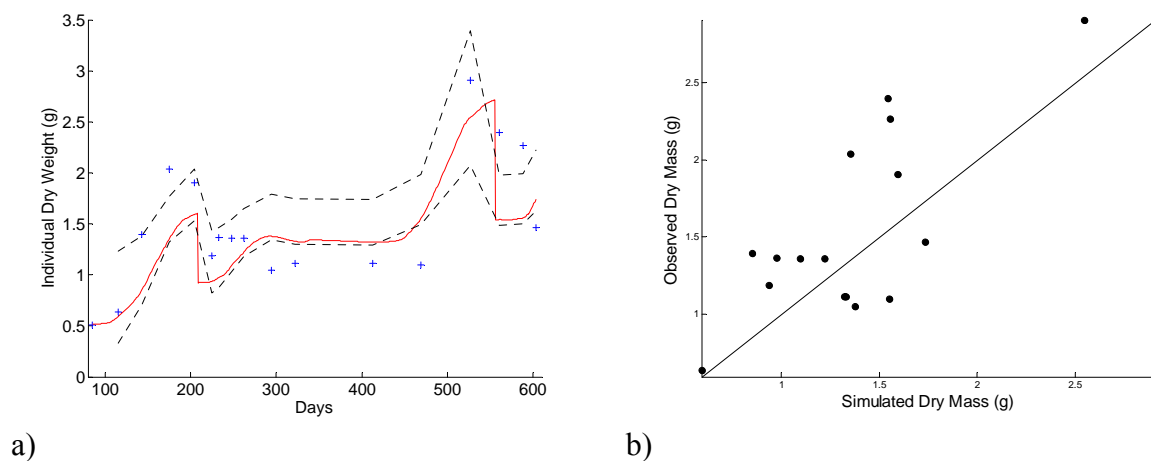 3.5
3
2.5
2
1.5
1
0.5
0
Individual Dry Weight (g)
100 200 300 400 500 600
Days
a)
2.5
2
1.5
1
Observed Dry Mass (g)
1 1.5 2 2.5
Simulated Dry Mass (g)
b)